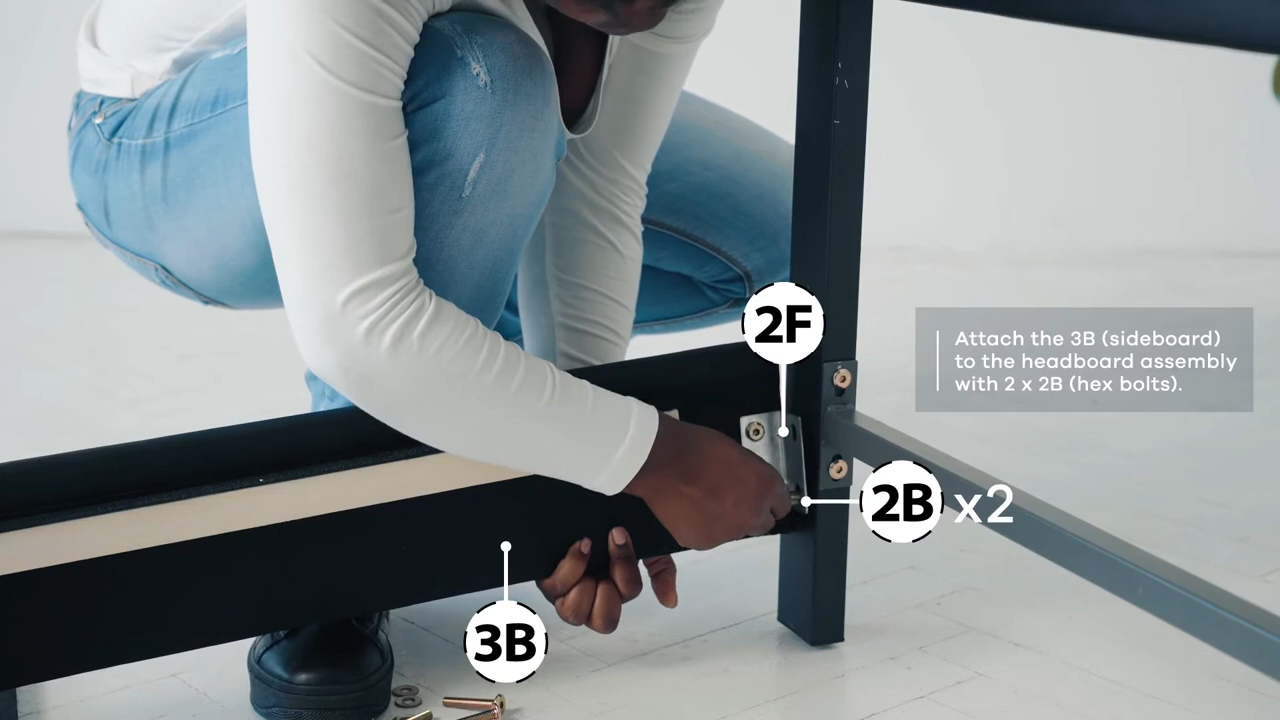 2F
Attach the 3B (sideboard)
to the headboard assembly
with 2 x 2B (hex bolts).
2B x2
3B